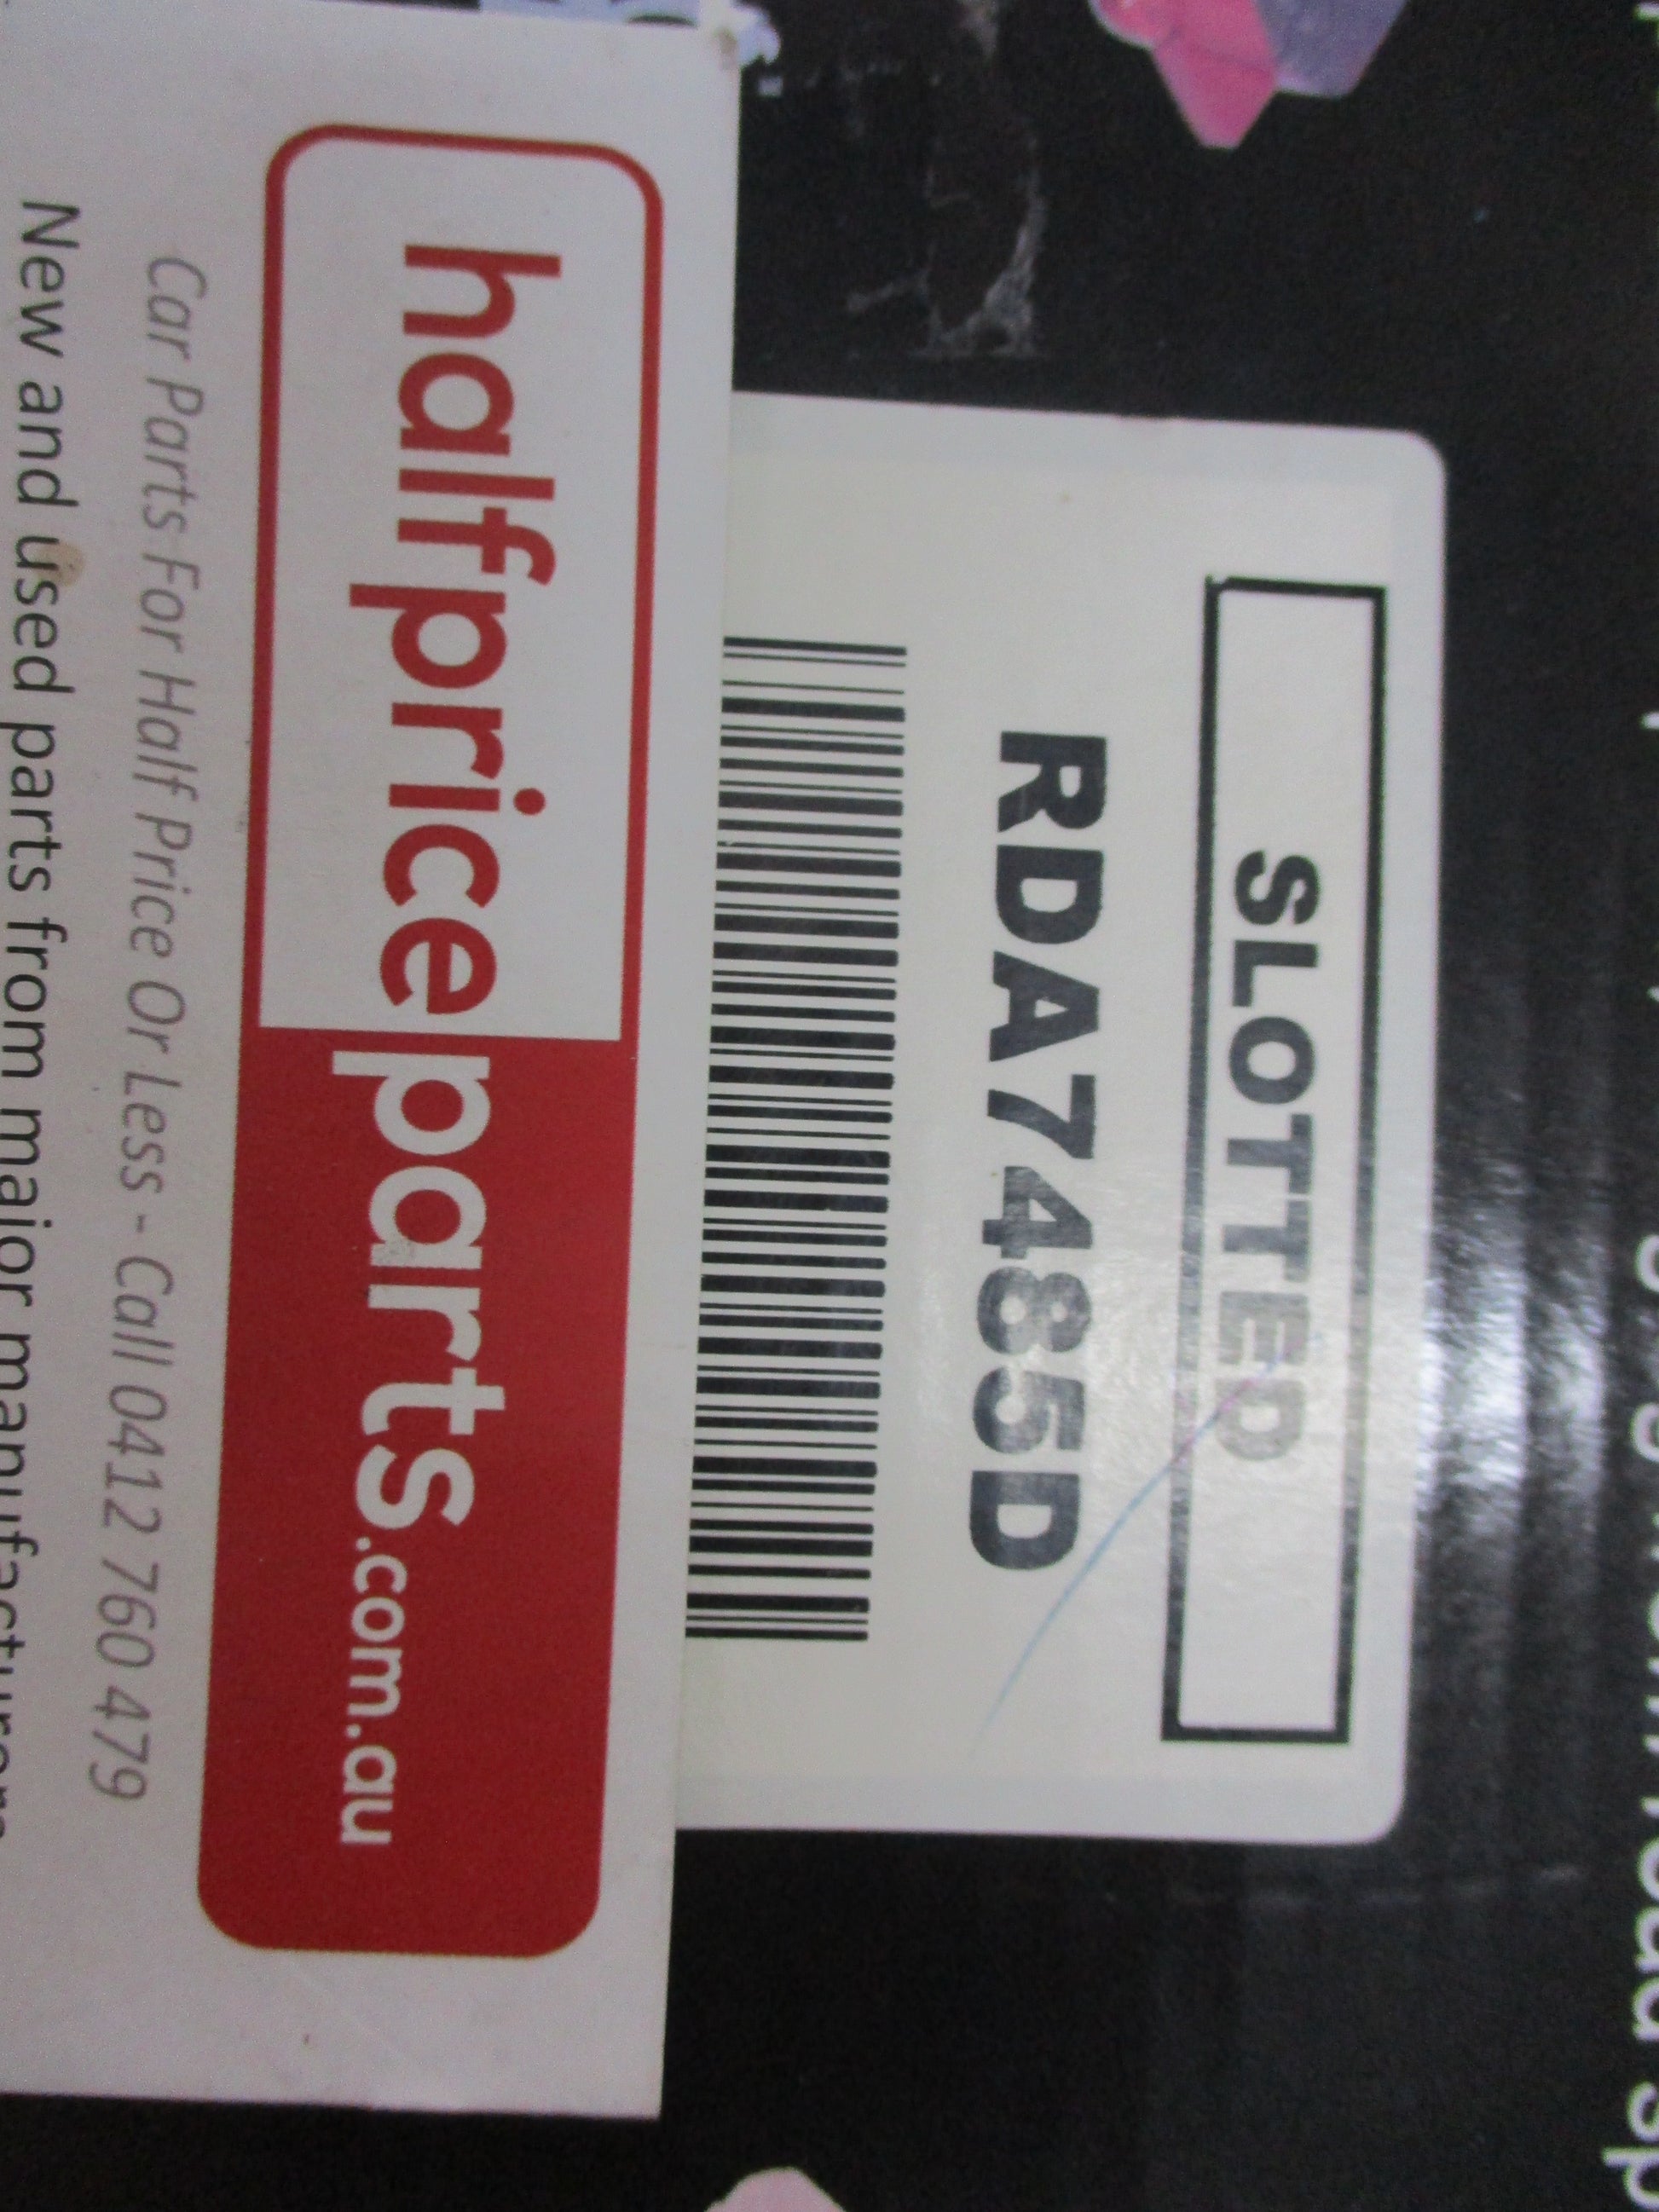 SLOTTED
RDA7485D
halfpriceparts.com.au
Car Parts For Half Price Or Less - Call 0412 760 479
New and used parts from major manufacturers